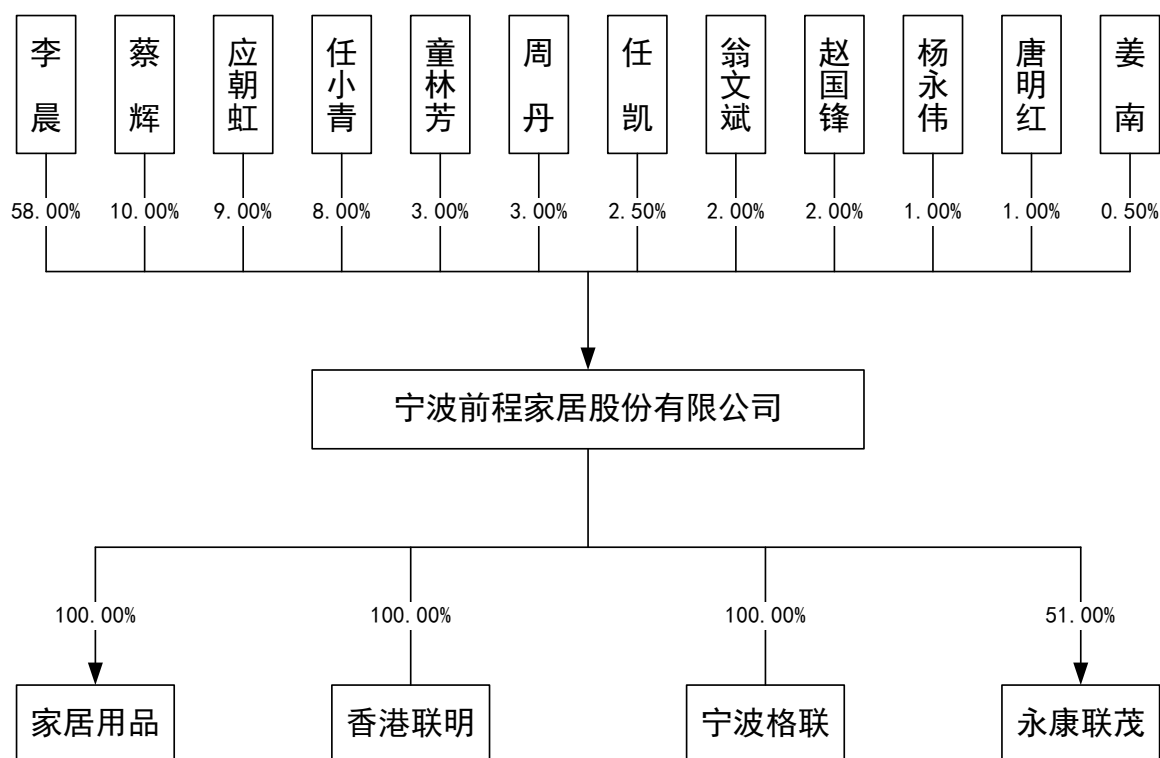 李晨
蔡辉
应朝虹
任小青
童林芳
周丹
任凯
翁文斌
赵国锋
杨永伟
唐明红
姜南
58.00%
10.00%
9.00%
8.00%
3.00%
3.00%
2.50%
2.00%
2.00%
1.00%
1.00%
0.50%
宁波前程家居股份有限公司
100.00%
100.00%
100.00%
51.00%
家居用品
香港联明
宁波格联
永康联茂